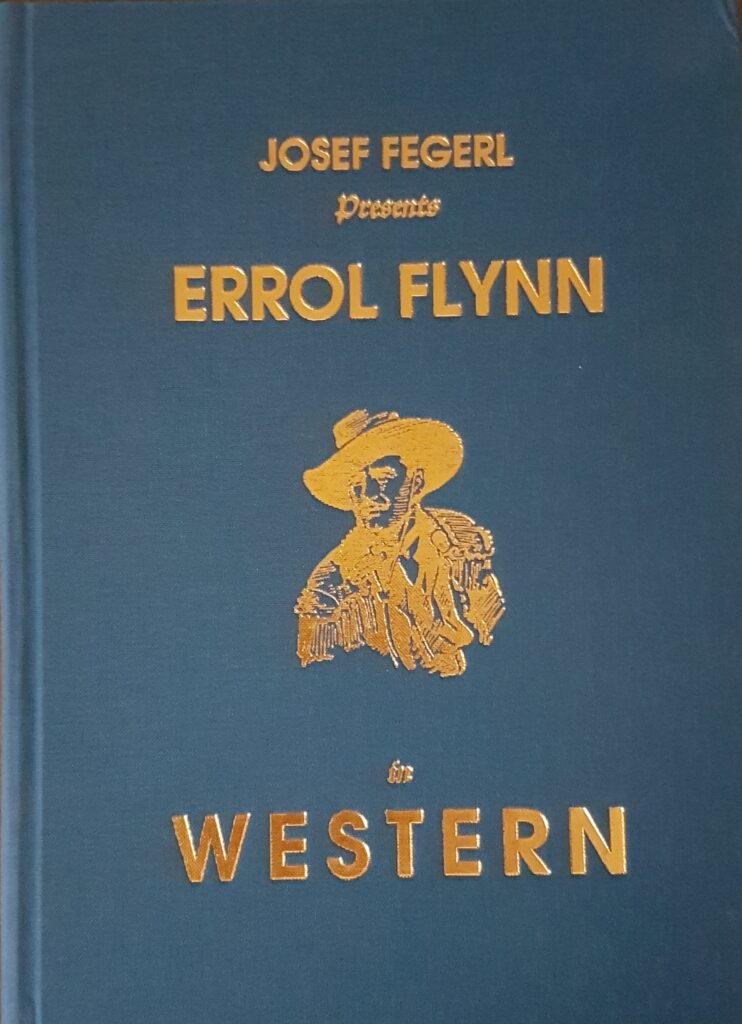 JOSEF FEGERL
Presents
ERROL FLYNN
in
WESTERN